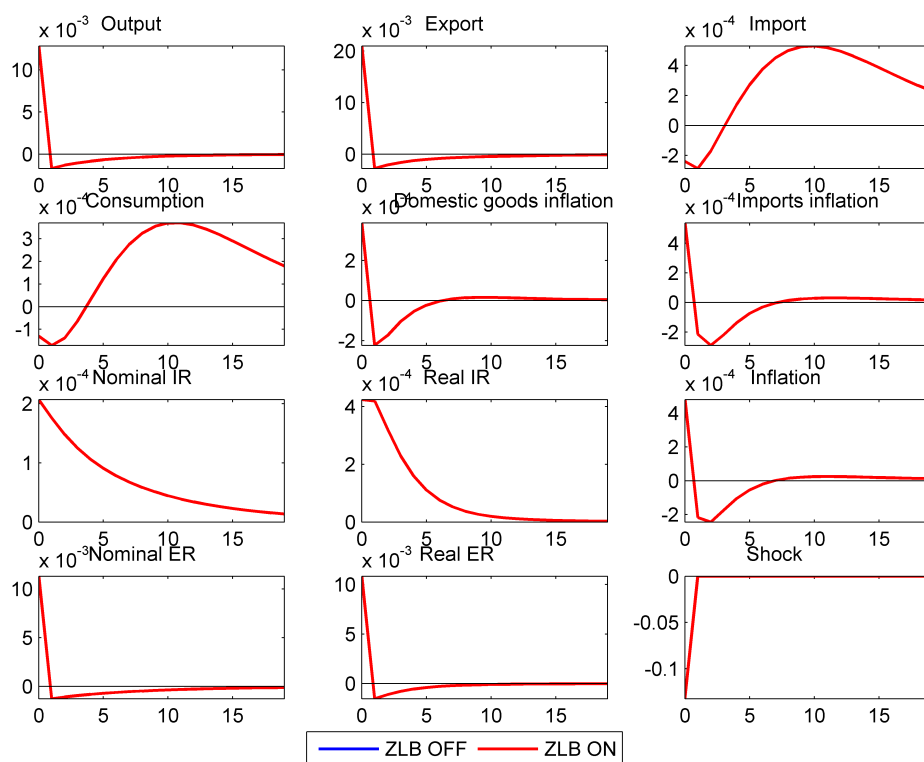 x 10^-3 Output
10
5
0
0 5 10 15
x 10^-3 Export
20
10
0
0 5 10 15
x 10^-4 Import
4
2
0
-2
0 5 10 15
x 10^-4 Consumption
3
2
1
0
-1
0 5 10 15
x 10^-4 Domestic goods inflation
2
0
-2
0 5 10 15
x 10^-4 Imports inflation
4
2
0
-2
0 5 10 15
x 10^-4 Nominal IR
2
1
0
0 5 10 15
x 10^-4 Real IR
4
2
0
0 5 10 15
x 10^-4 Inflation
4
2
0
-2
0 5 10 15
x 10^-3 Nominal ER
10
5
0
0 5 10 15
x 10^-3 Real ER
10
5
0
0 5 10 15
Shock
0
-0.05
-0.1
0 5 10 15
ZLB OFF ZLB ON